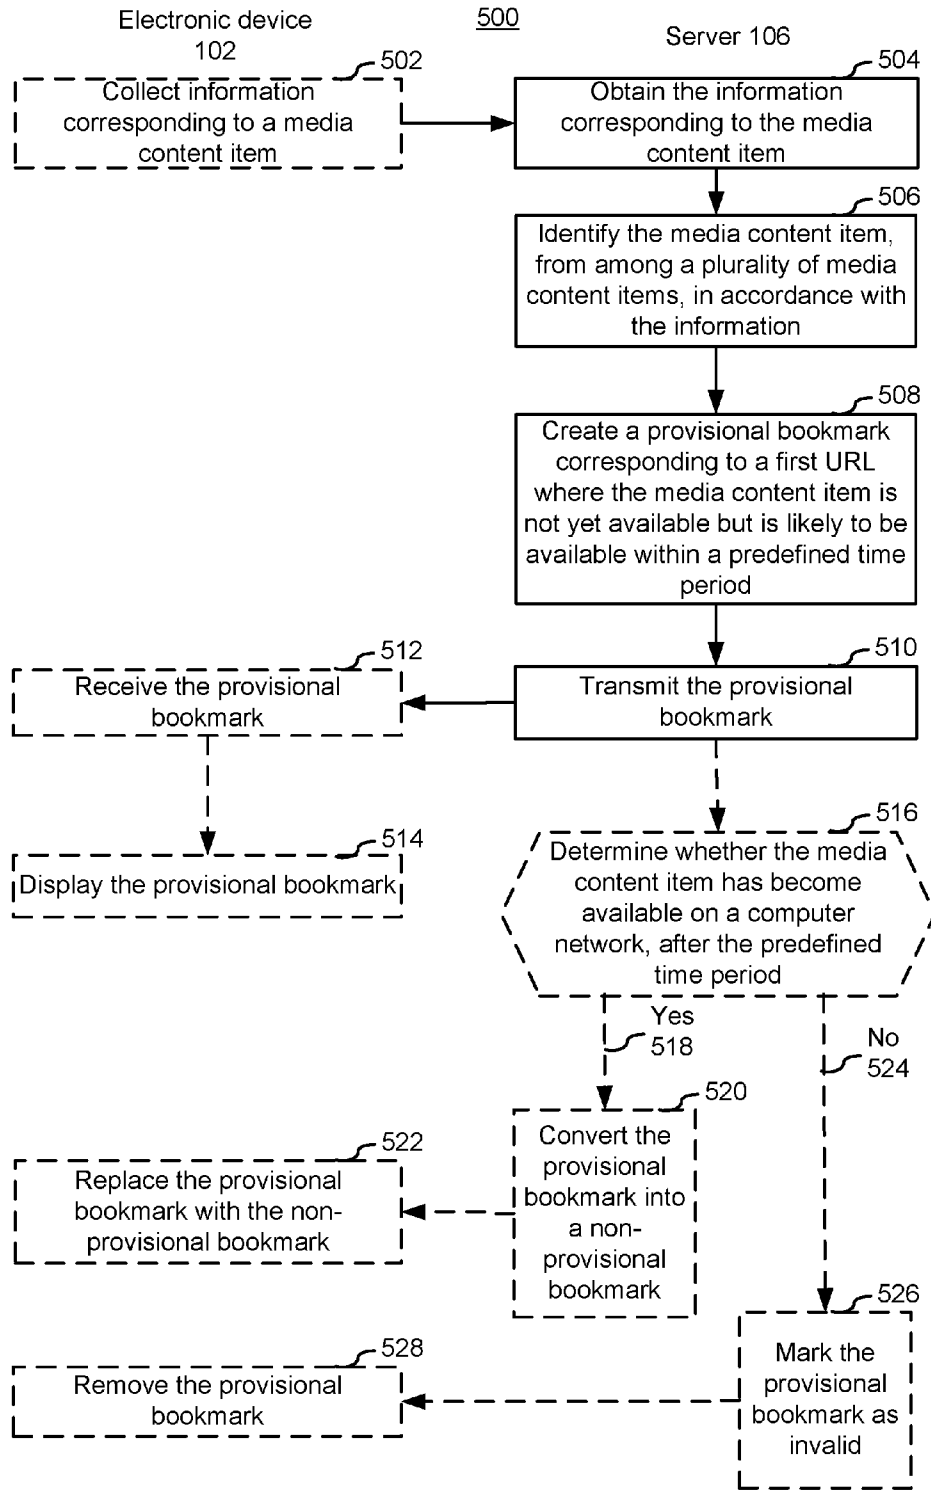 Electronic device
102
500
Server 106
502
Collect information
corresponding to a media
content item
504
Obtain the information
corresponding to the media
content item
506
Identify the media content item,
from among a plurality of media
content items, in accordance with
the information
508
Create a provisional bookmark
corresponding to a first URL
where the media content item is
not yet available but is likely to be
available within a predefined time
period
512
Receive the provisional
bookmark
510
Transmit the provisional
bookmark
514
Display the provisional bookmark
516
Determine whether the media
content item has become
available on a computer
network, after the predefined
time period
Yes
518
No
524
520
Convert the
provisional
bookmark into
a non-
provisional
bookmark
522
Replace the provisional
bookmark with the non-
provisional bookmark
526
Mark the
provisional
bookmark as
invalid
528
Remove the provisional
bookmark